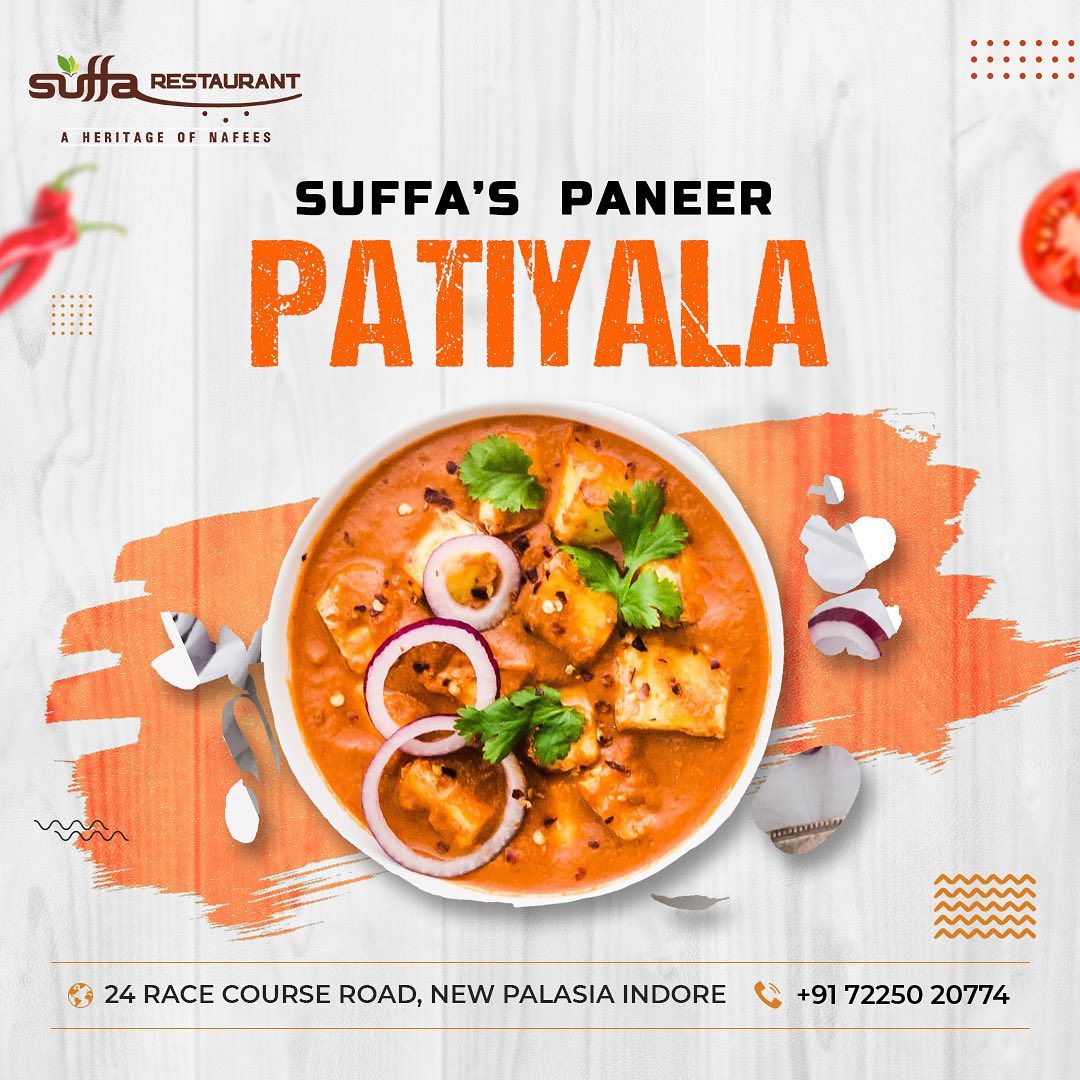 suffa RESTAURANT
A HERITAGE OF NAFEES
SUFFA'S PANEER
PATIYALA
24 RACE COURSE ROAD, NEW PALASIA INDORE
+91 72250 20774